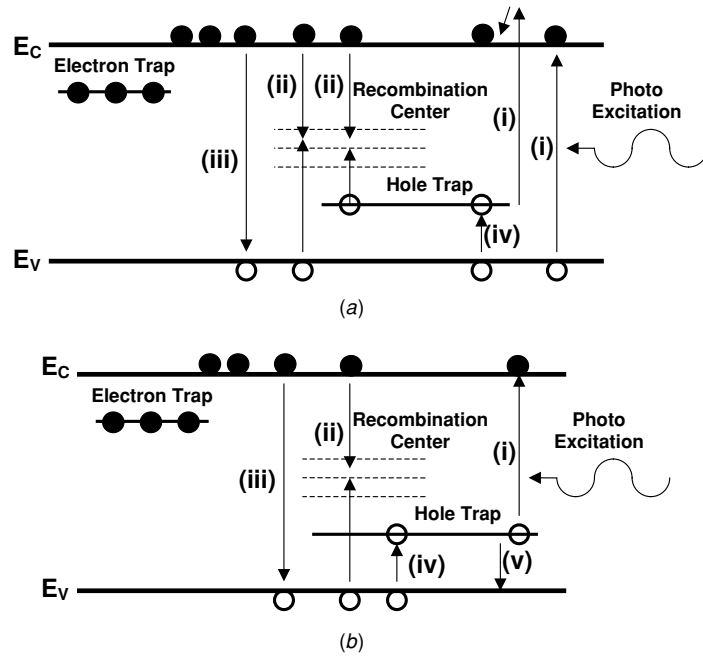 E_C
Electron Trap
(ii)
(ii)
Recombination
Center
(i)
(i)
Photo
Excitation
(iii)
Hole Trap
(iv)
E_V
(a)
E_C
Electron Trap
(ii)
Recombination
Center
(i)
Photo
Excitation
(iii)
Hole Trap
(iv)
(v)
E_V
(b)